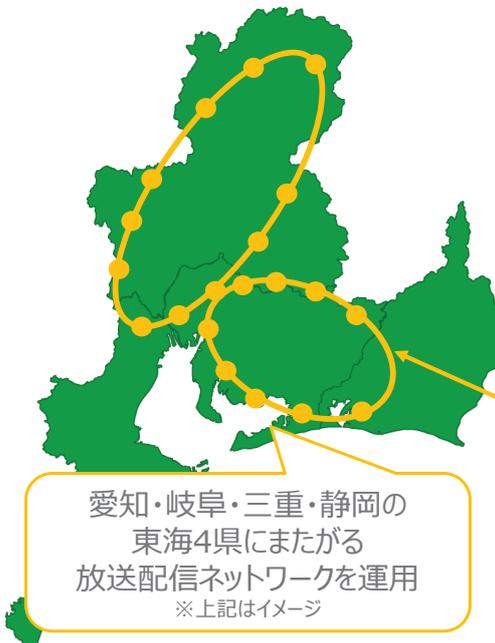 愛知・岐阜・三重・静岡の
東海4県にまたがる
放送配信ネットワークを運用
※上記はイメージ